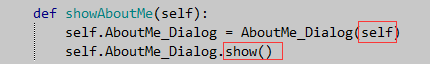 def showAboutMe(self):
self.AboutMe_Dialog = AboutMe_Dialog(self)
self.AboutMe_Dialog.show()